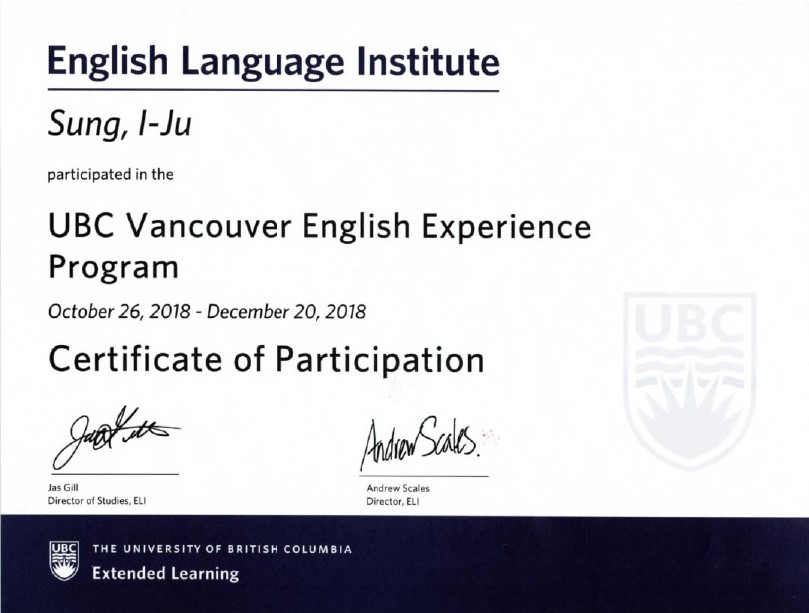 English Language Institute
Sung, I-Ju
participated in the
UBC Vancouver English Experience
Program
October 26, 2018 - December 20, 2018
Certificate of Participation
UBC
Andrew Scales.
Jas Gill
Director of Studies, ELI
Andrew Scales
Director, ELI
UBC
THE UNIVERSITY OF BRITISH COLUMBIA
Extended Learning